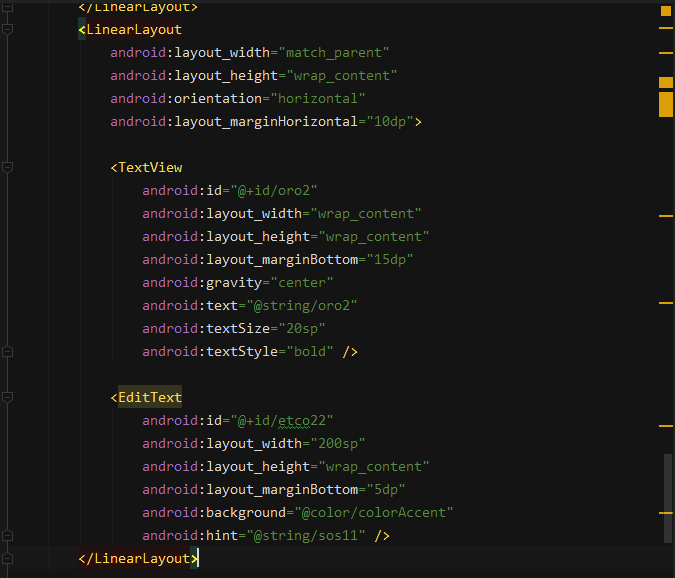 </LinearLayout>
<LinearLayout
android:layout_width="match_parent"
android:layout_height="wrap_content"
android:orientation="horizontal"
android:layout_marginHorizontal="10dp">
<TextView
android:id="@+id/oro2"
android:layout_width="wrap_content"
android:layout_height="wrap_content"
android:layout_marginBottom="15dp"
android:gravity="center"
android:text="@string/oro2"
android:textSize="20sp"
android:textStyle="bold" />
<EditText
android:id="@+id/etco22"
android:layout_width="200sp"
android:layout_height="wrap_content"
android:layout_marginBottom="5dp"
android:background="@color/colorAccent"
android:hint="@string/sos11" />
</LinearLayout>